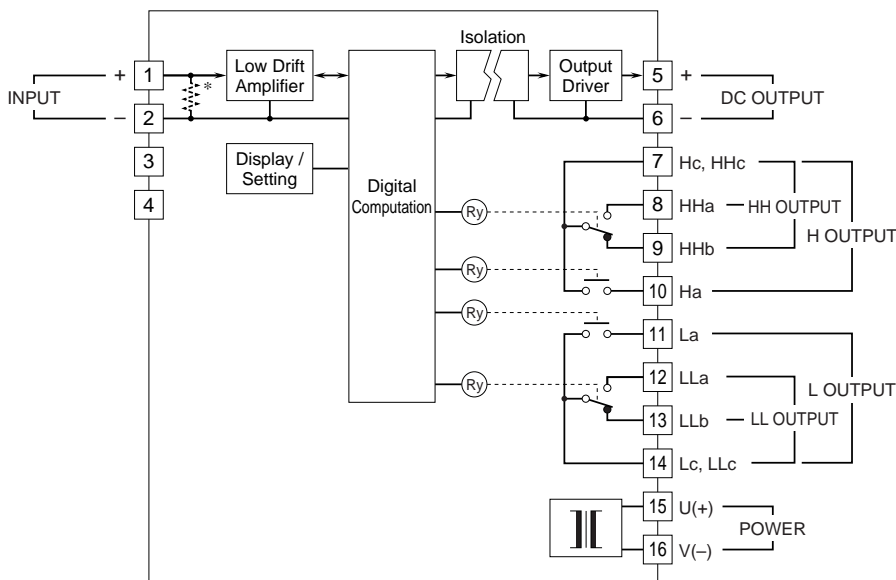 Isolation
INPUT
+
1
*
Low Drift
Amplifier
Output
Driver
5
+
DC OUTPUT
–
2
6
–
3
4
Display /
Setting
Digital
Computation
7
Hc, HHc
Ry
8
HHa
HH OUTPUT
9
HHb
H OUTPUT
Ry
10
Ha
Ry
11
La
Ry
12
LLa
L OUTPUT
13
LLb
LL OUTPUT
14
Lc, LLc
15
U(+)
POWER
16
V(–)